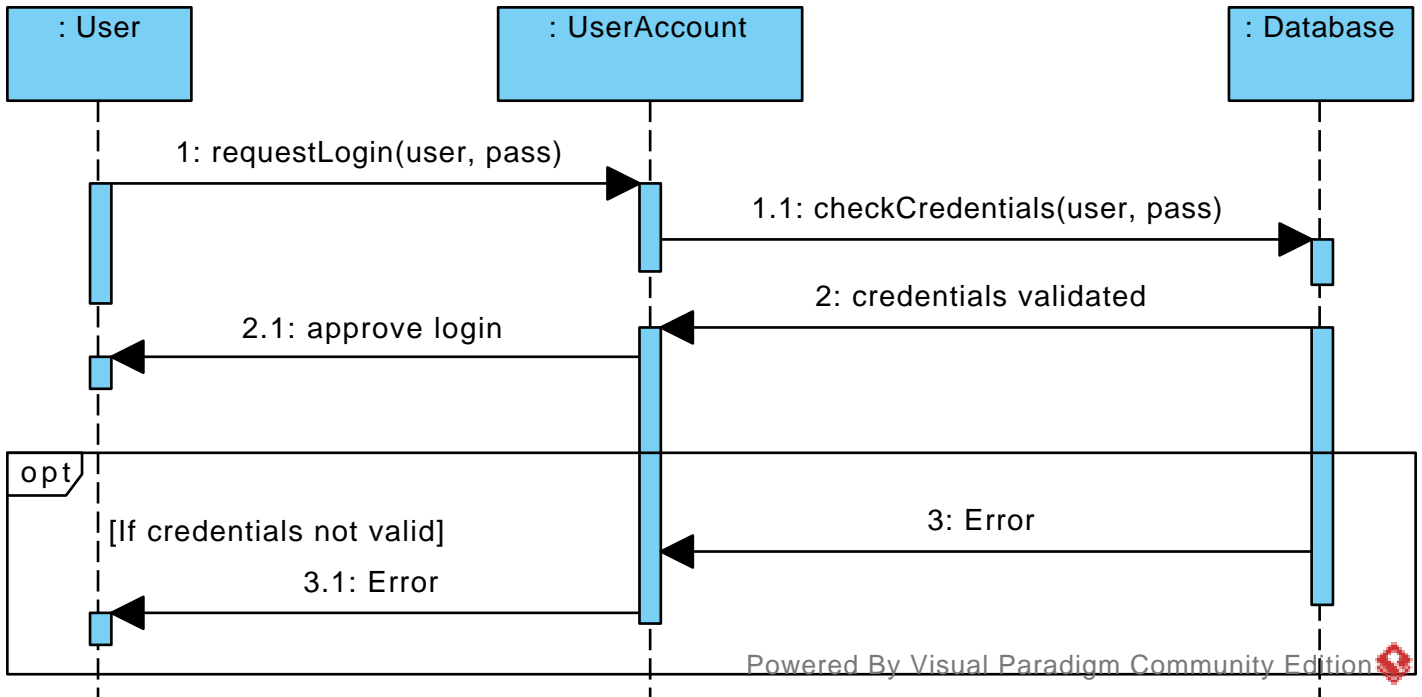 : User
: UserAccount
: Database
1: requestLogin(user, pass)
1.1: checkCredentials(user, pass)
2: credentials validated
2.1: approve login
opt
[If credentials not valid]
3: Error
3.1: Error
Powered By Visual Paradigm Community Edition